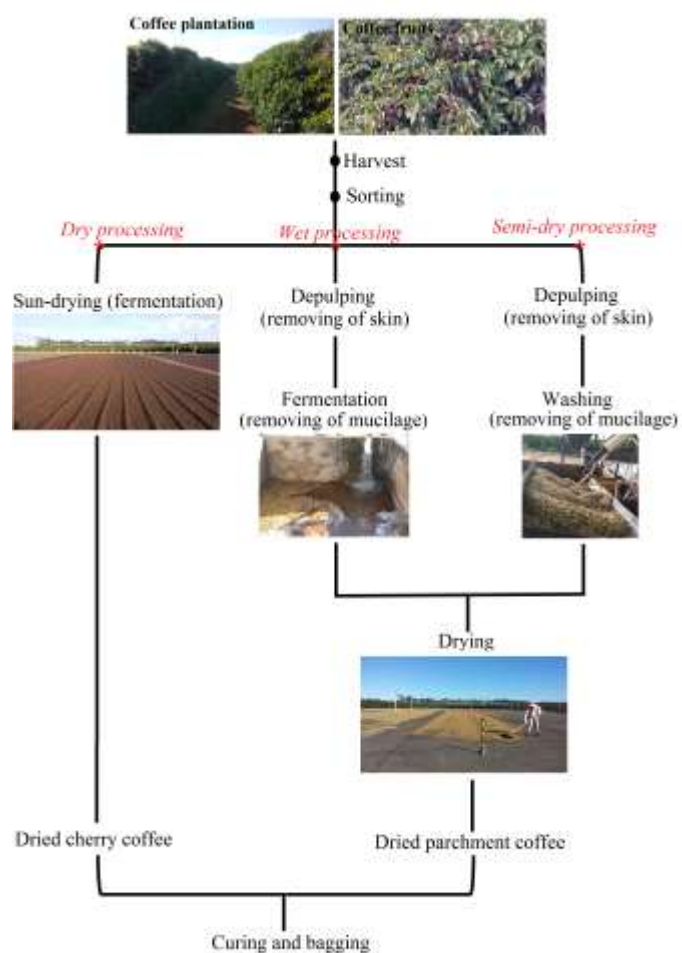 Coffee plantation
Coffee fruits
Harvest
Sorting
Dry processing
Wet processing
Semi-dry processing
Sun-drying (fermentation)
Depulping
(removing of skin)
Depulping
(removing of skin)
Fermentation
(removing of mucilage)
Washing
(removing of mucilage)
Drying
Dried cherry coffee
Dried parchment coffee
Curing and bagging